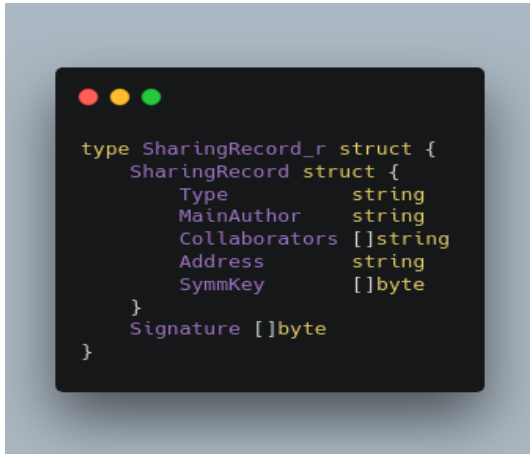 type SharingRecord_r struct {
    SharingRecord struct {
        Type          string
        MainAuthor    string
        Collaborators []string
        Address       string
        SymmKey       []byte
    }
    Signature []byte
}